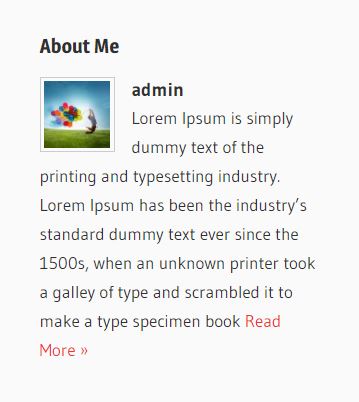 About Me
admin
Lorem Ipsum is simply
dummy text of the
printing and typesetting industry.
Lorem Ipsum has been the industry’s
standard dummy text ever since the
1500s, when an unknown printer took
a galley of type and scrambled it to
make a type specimen book Read
More »